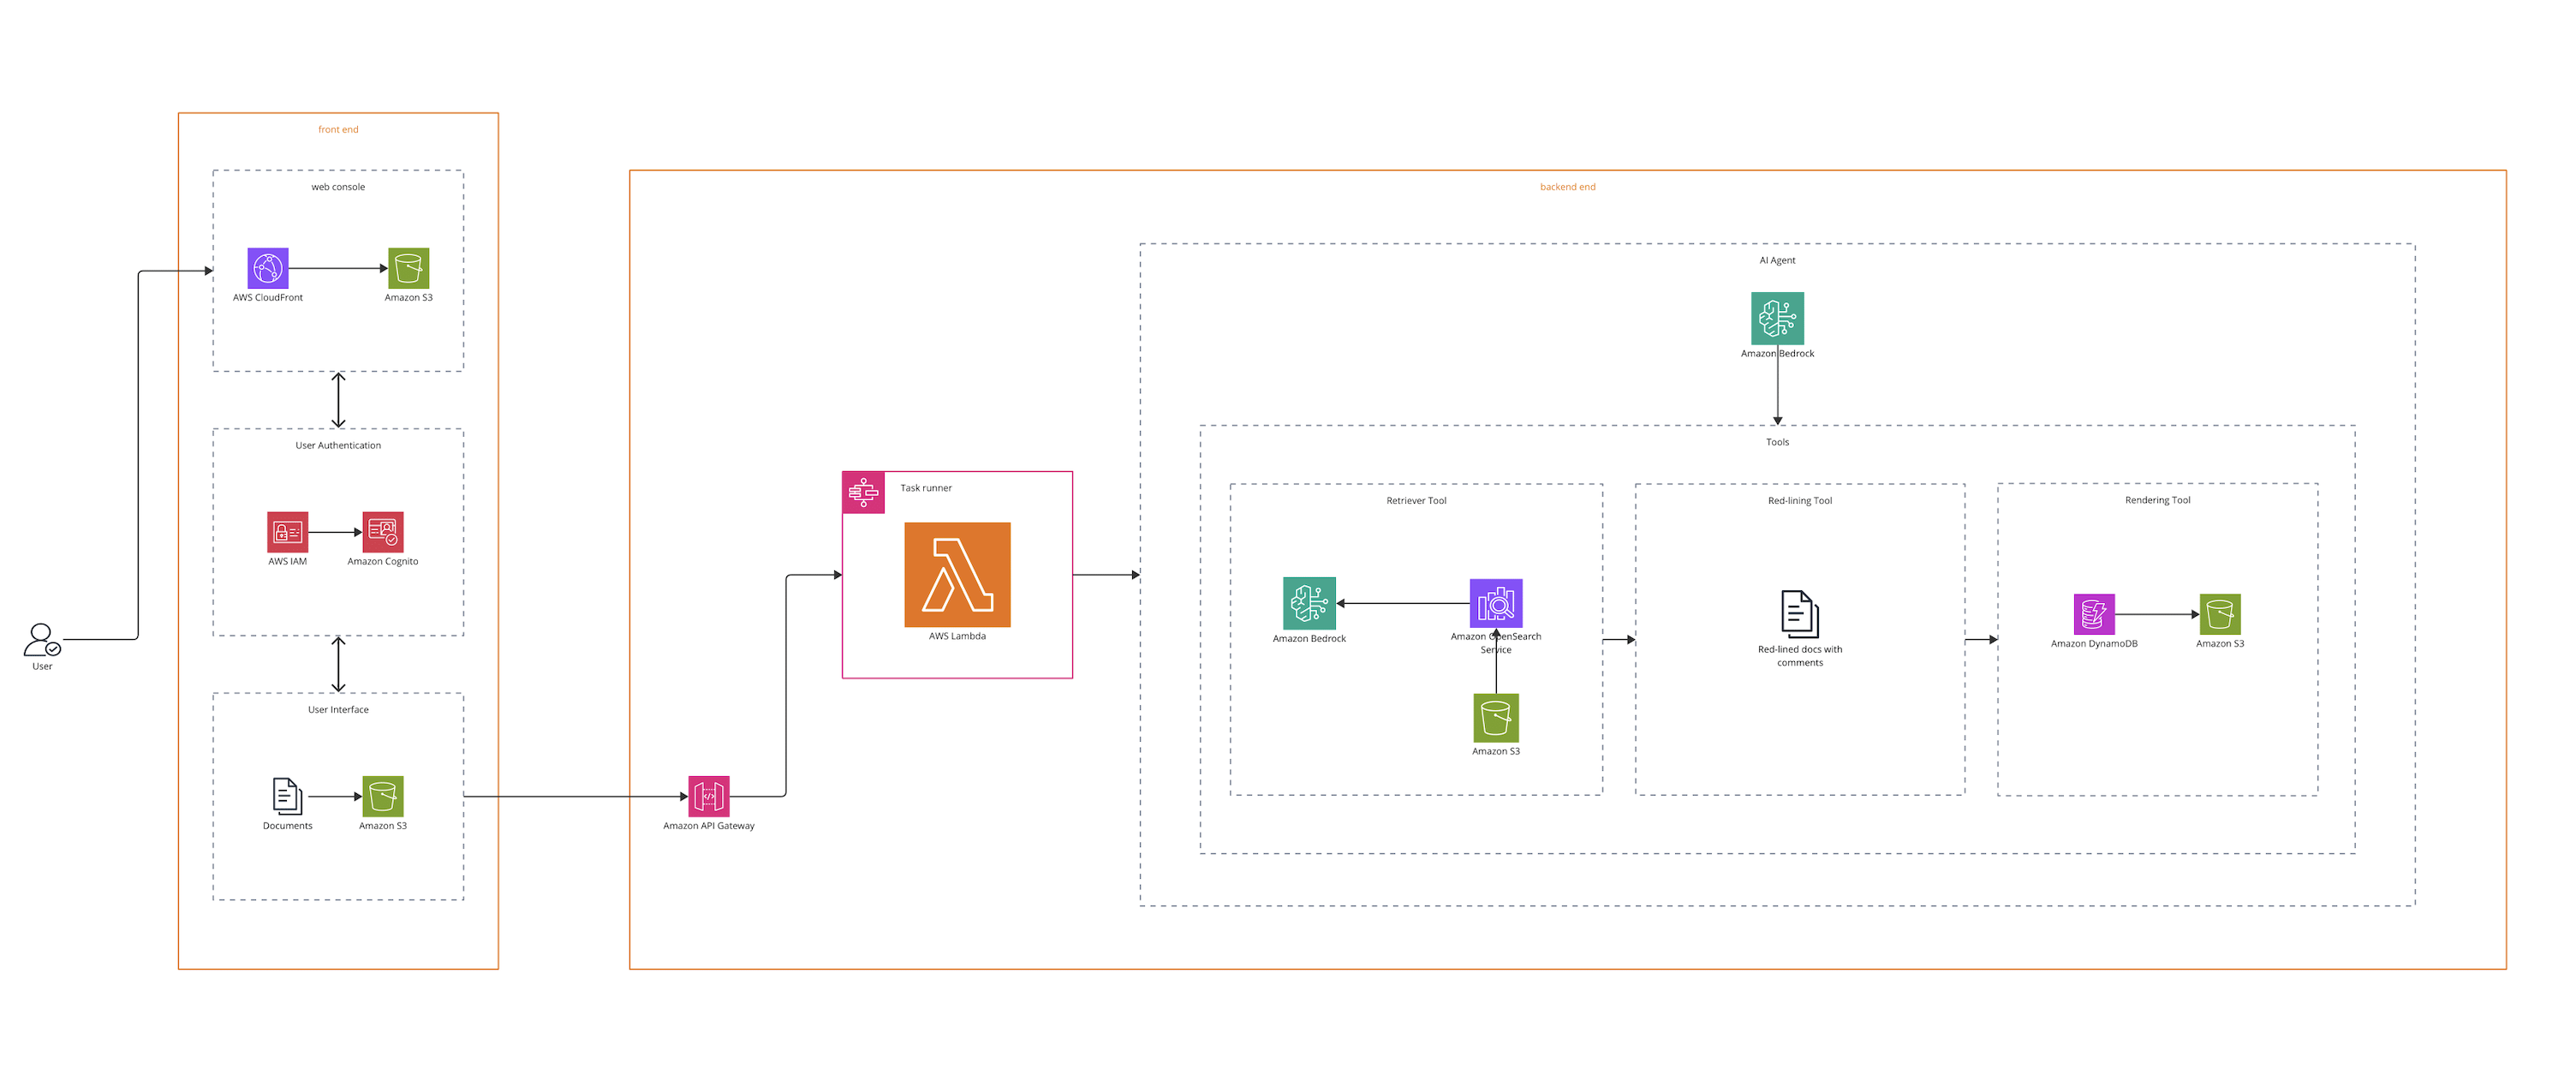 front end
web console
AWS CloudFront
Amazon S3
User Authentication
AWS IAM
Amazon Cognito
User
User Interface
Documents
Amazon S3
backend end
Amazon API Gateway
Task runner
AWS Lambda
AI Agent
Amazon Bedrock
Tools
Retriever Tool
Amazon Bedrock
Amazon OpenSearch
Service
Amazon S3
Red-lining Tool
Red-lined docs with
comments
Rendering Tool
Amazon DynamoDB
Amazon S3